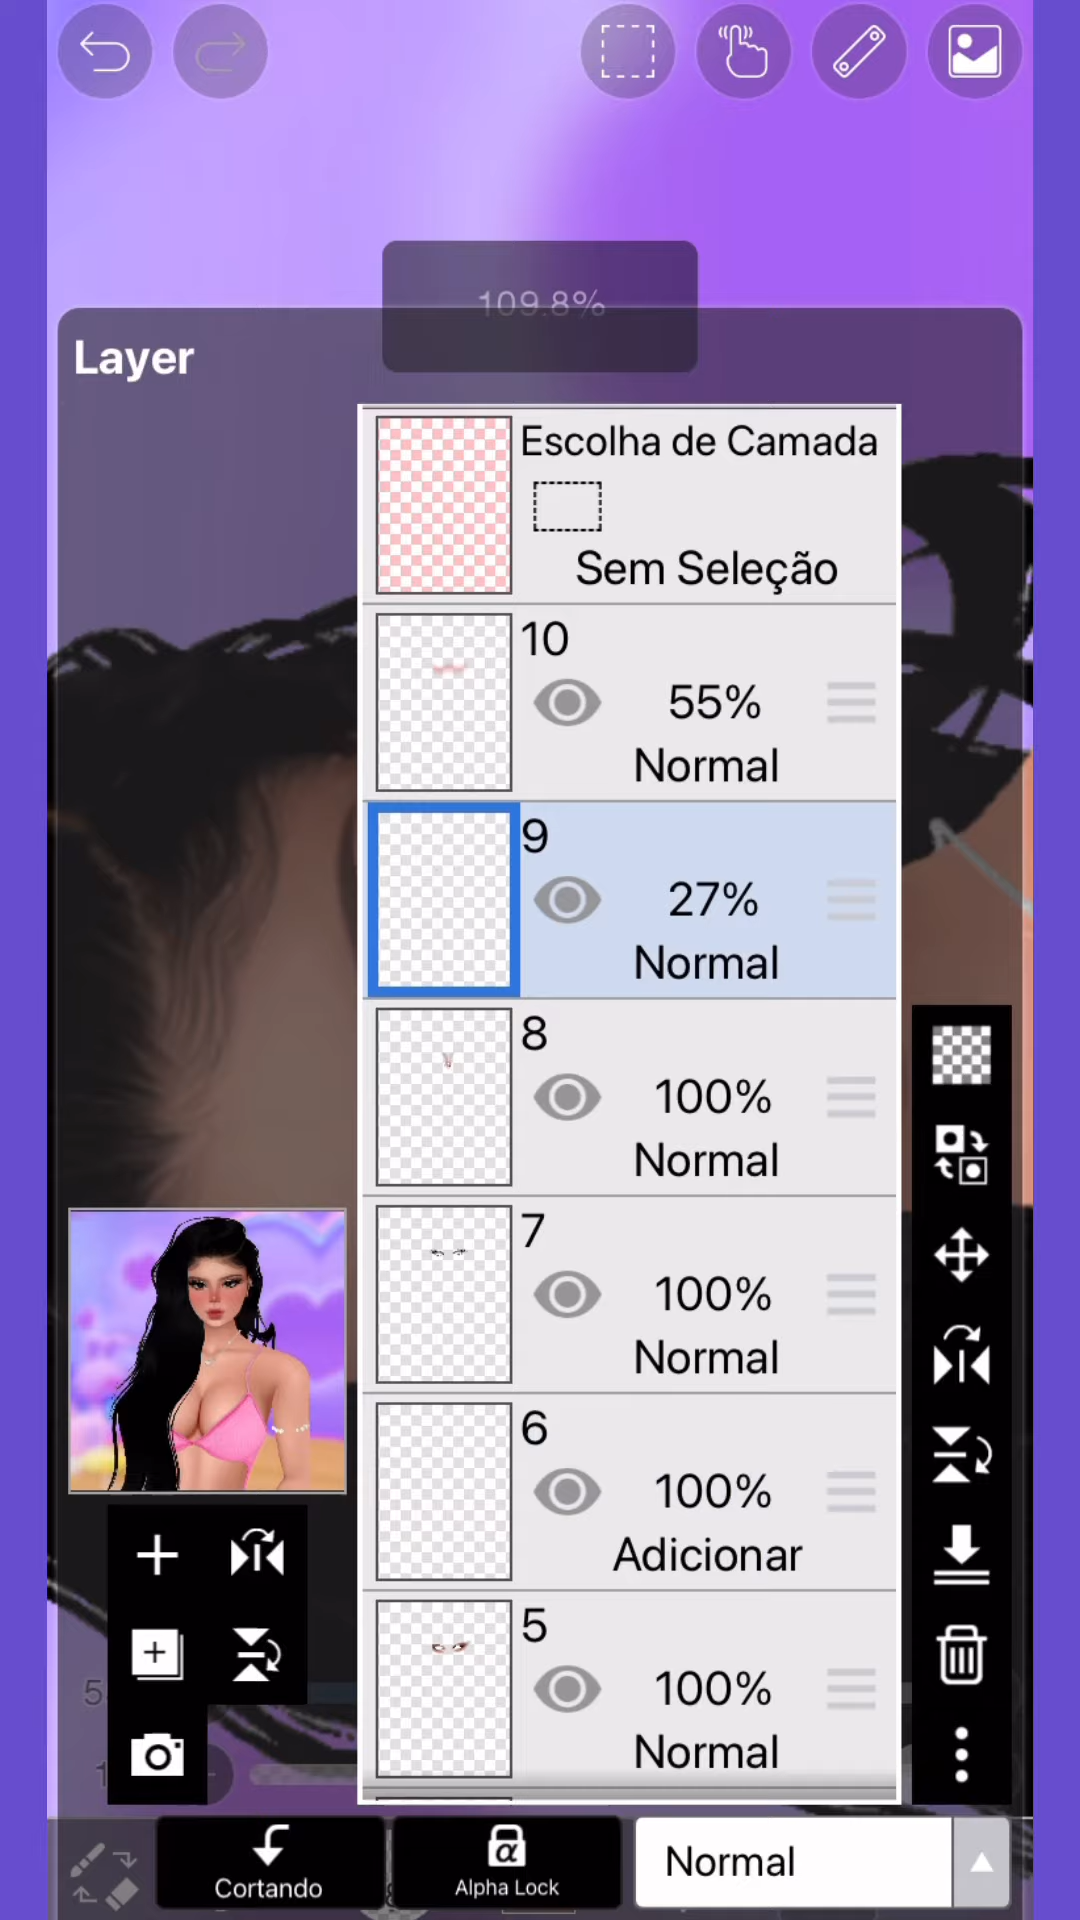 109.8%
Layer
Escolha de Camada
Sem Seleção
10
55%
Normal
9
27%
Normal
8
100%
Normal
7
100%
Normal
6
100%
Adicionar
5
100%
Normal
Cortando
α
Alpha Lock
Normal